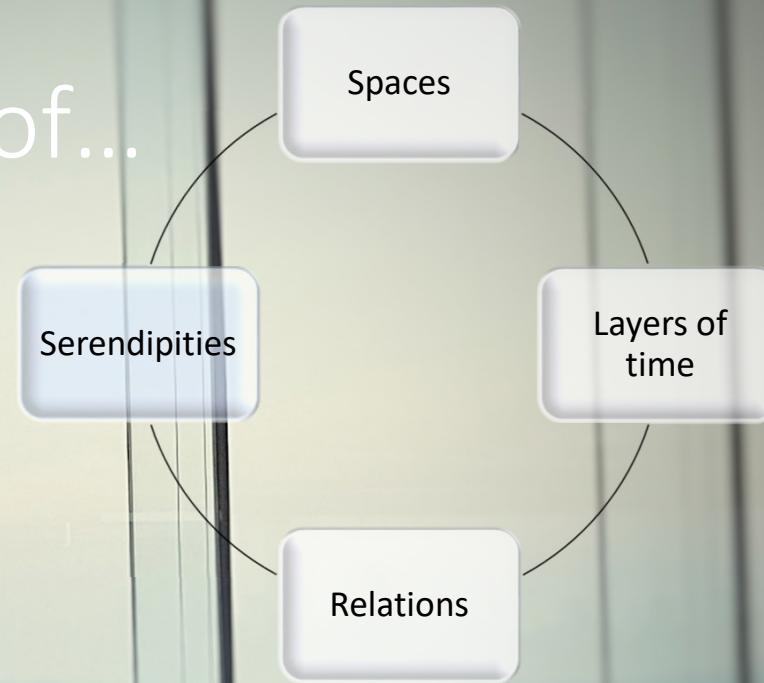 of...
Spaces
Serendipities
Layers of
time
Relations